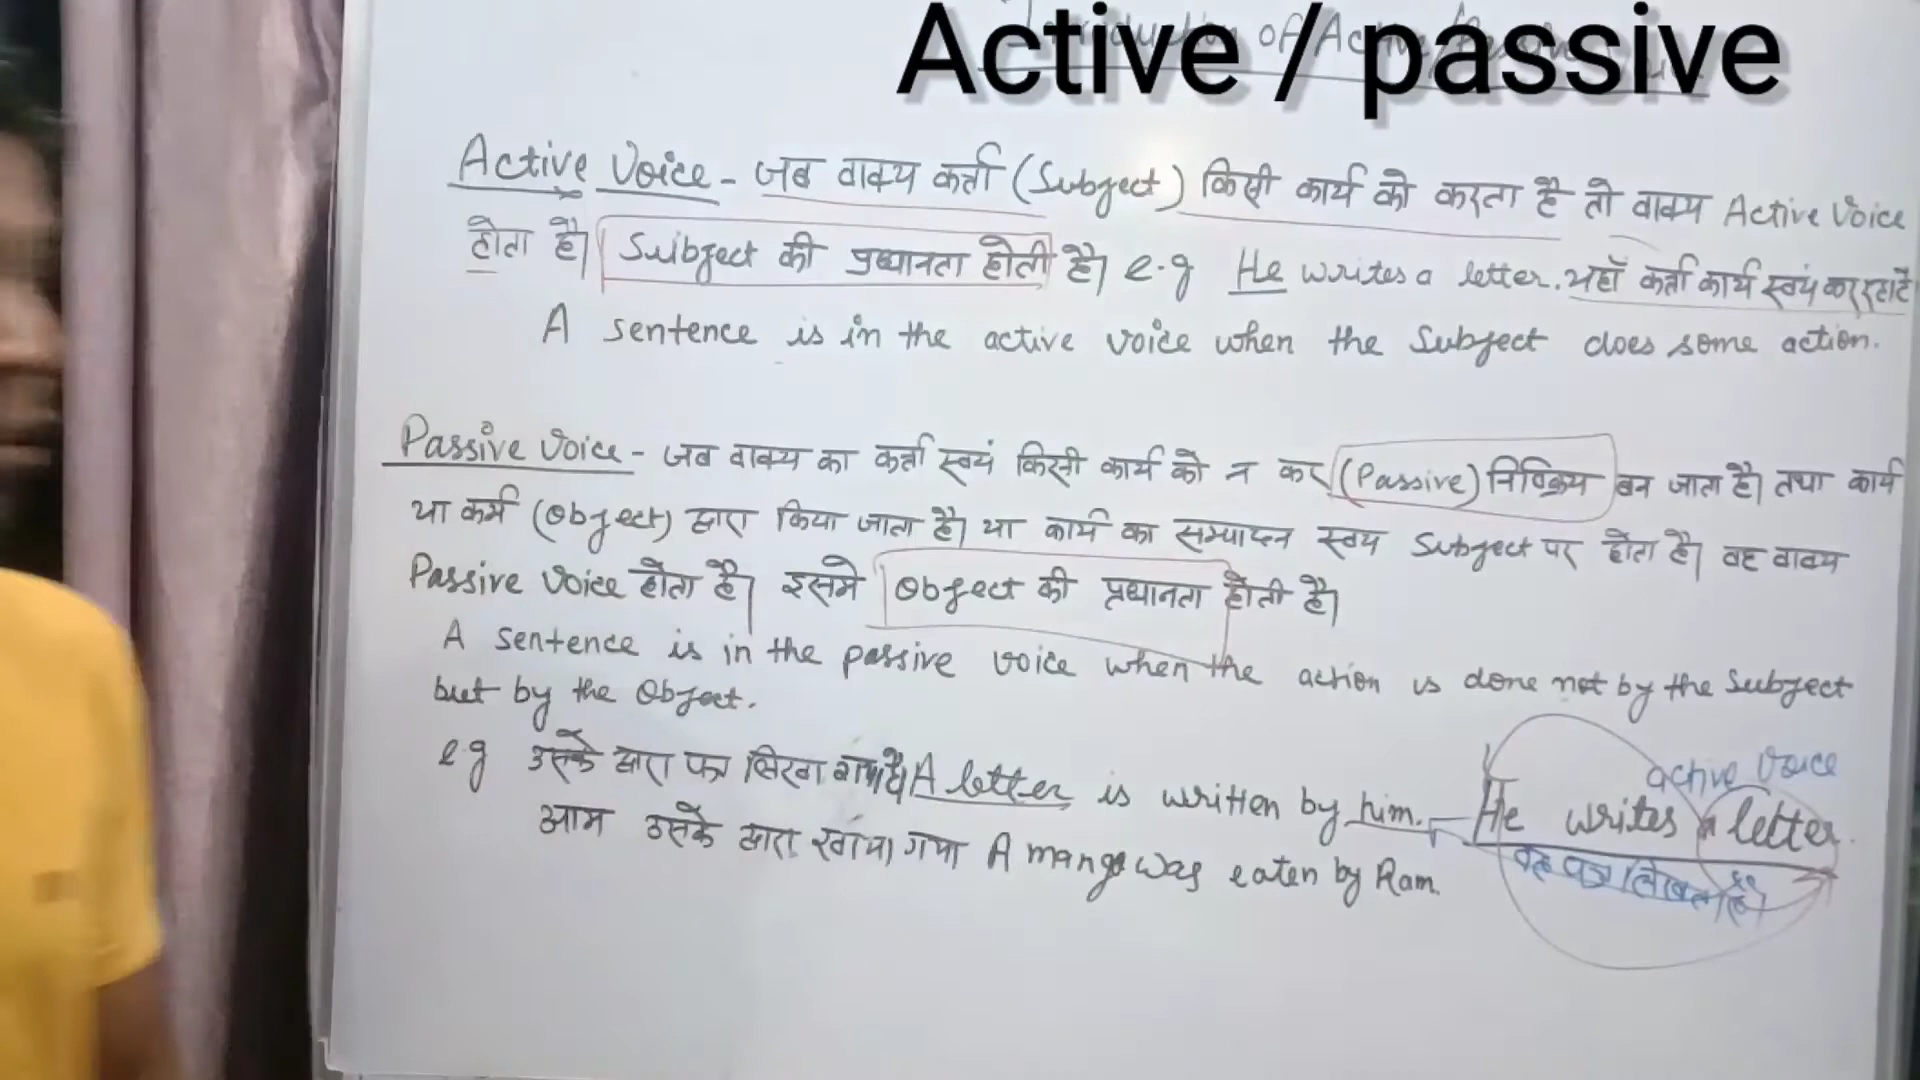 Active / passive
Introduction of Active
Active Voice - जब वाक्य कर्ता (Subject) किसी कार्य को करता है तो वाक्य Active Voice
होता है। Subject की प्रधानता होती है। e.g He writes a letter. यहाँ कर्ता कार्य स्वयं कर रहा है
A sentence is in the active voice when the Subject does some action.
Passive Voice - जब वाक्य का कर्ता स्वयं किसी कार्य को न कर (Passive) निष्क्रिय बन जाता है। तथा कार्य
या कर्म (Object) द्वारा किया जाता है। या कार्य का सम्पादन स्वय Subject पर होता है। वह वाक्य
Passive Voice होता है। इसमे Object की प्रधानता होती है।
A sentence is in the passive voice when the action is done not by the Subject
but by the Object.
e.g उसके द्वारा पत्र लिखा A letter is written by him.
active Voice
He writes a letter.
वह पत्र लिखता है।
आम उसके द्वारा खाया गया A mango was eaten by Ram.